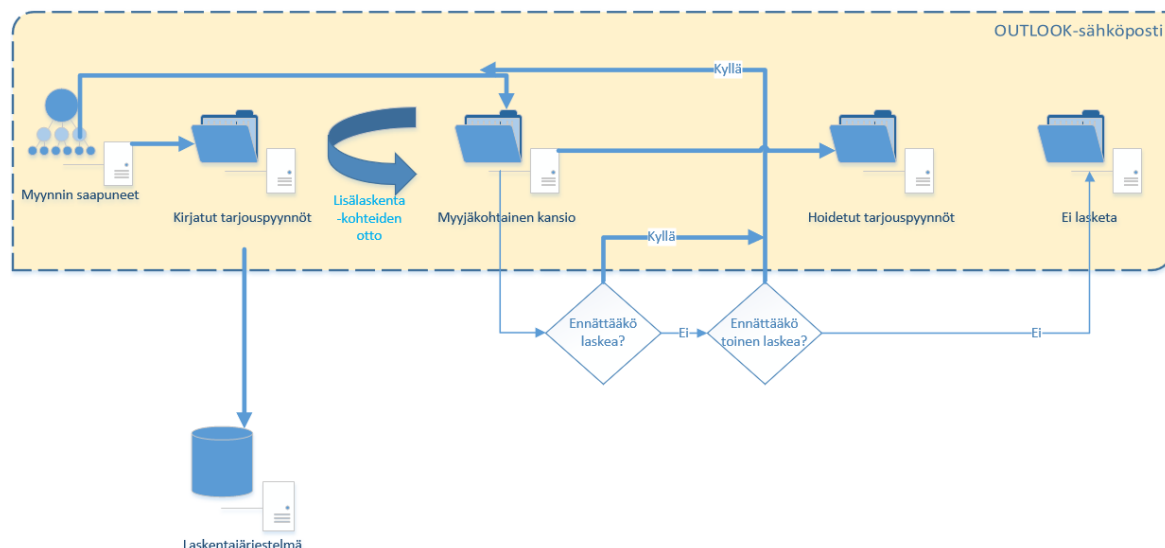 OUTLOOK-sähköposti
Kyllä
Myynnin saapuneet
Kirjatut tarjouspyynnöt
Lisälaskenta
-kohteiden
otto
Myyjäkohtainen kansio
Hoidetut tarjouspyynnöt
Ei lasketa
Kyllä
Ennättääkö
laskea?
Ei
Ennättääkö
toinen laskea?
Ei
Laskentajärjestelmä